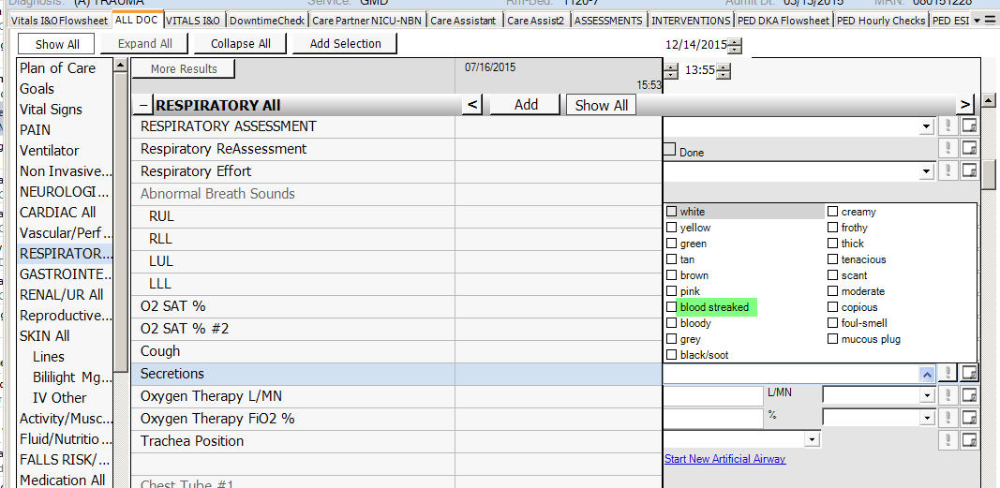 Diagnosis: (A) TRAUMA Service: GMD Rm-Bed: 1120-7 Admit Dt: 03/13/2015 MRN: 080151228
Vitals I&O Flowsheet ALL DOC VITALS I&O DowntimeCheck Care Partner NICU-NBN Care Assistant Care Assist2 ASSESSMENTS INTERVENTIONS PED DKA Flowsheet PED Hourly Checks PED ESI
Show All Expand All Collapse All Add Selection 12/14/2015
Plan of Care
Goals
Vital Signs
PAIN
Ventilator
Non Invasive...
NEUROLOGI...
CARDIAC All
Vascular/Perf...
RESPIRATOR...
GASTROINTE...
RENAL/UR All
Reproductive...
SKIN All
Lines
Bililight Mg...
IV Other
Activity/Musc...
Fluid/Nutritio...
FALLS RISK/...
Medication All
More Results 07/16/2015 13:55
15:53
− RESPIRATORY All < Add Show All >
RESPIRATORY ASSESSMENT
Respiratory ReAssessment Done
Respiratory Effort
Abnormal Breath Sounds
RUL
RLL
LUL
LLL
O2 SAT %
O2 SAT % #2
Cough
Secretions
Oxygen Therapy L/MN L/MN
Oxygen Therapy FiO2 % %
Trachea Position
Start New Artificial Airway
Chest Tube #1
white creamy
yellow frothy
green thick
tan tenacious
brown scant
pink moderate
blood streaked copious
bloody foul-smell
grey mucous plug
black/soot